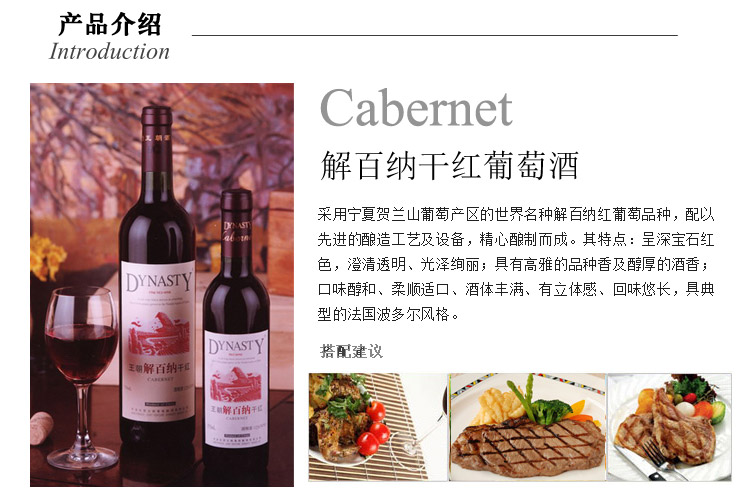 产品介绍
Introduction
Cabernet
解百纳干红葡萄酒
采用宁夏贺兰山葡萄产区的世界名种解百纳红葡萄品种，配以
先进的酿造工艺及设备，精心酿制而成。其特点：呈深宝石红
色，澄清透明、光泽绚丽；具有高雅的品种香及醇厚的酒香；
口味醇和、柔顺适口、酒体丰满、有立体感、回味悠长，具典
型的法国波多尔风格。
搭配建议
DYNASTY
王朝解百纳干红
CABERNET
DYNASTY
Cabernet
DYNASTY
王朝解百纳干红
CABERNET